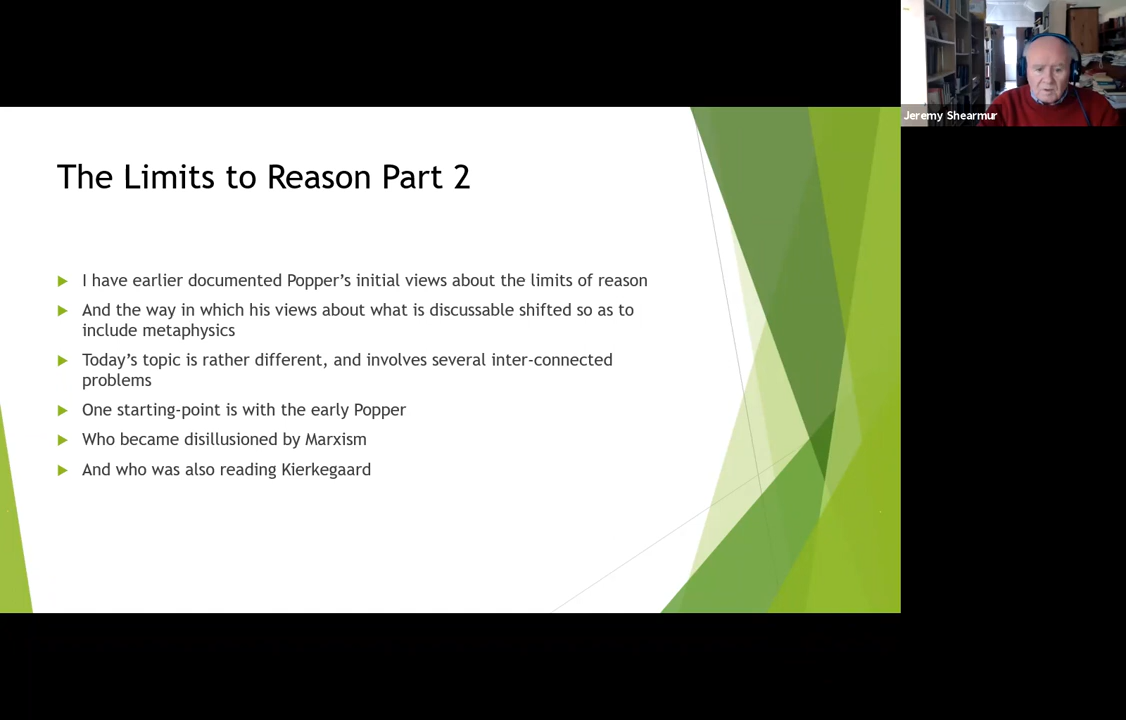 The Limits to Reason Part 2
I have earlier documented Popper’s initial views about the limits of reason
And the way in which his views about what is discussable shifted so as to
include metaphysics
Today’s topic is rather different, and involves several inter-connected
problems
One starting-point is with the early Popper
Who became disillusioned by Marxism
And who was also reading Kierkegaard
Jeremy Shearmur